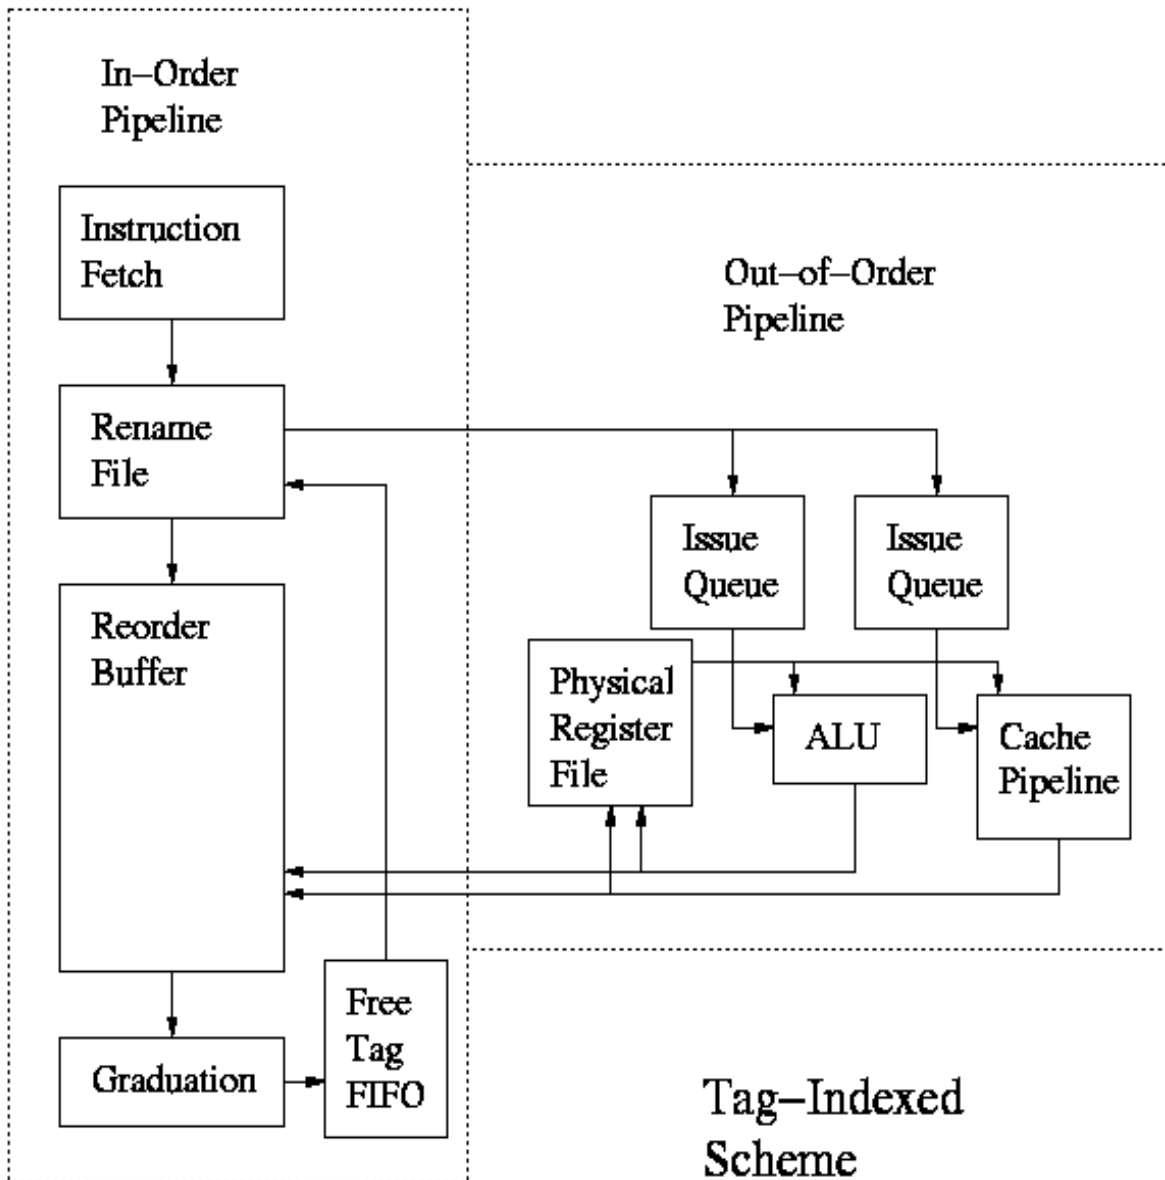 In–Order
Pipeline
Instruction
Fetch
Rename
File
Reorder
Buffer
Graduation
Free
Tag
FIFO
Out–of–Order
Pipeline
Issue
Queue
Issue
Queue
Physical
Register
File
ALU
Cache
Pipeline
Tag–Indexed
Scheme